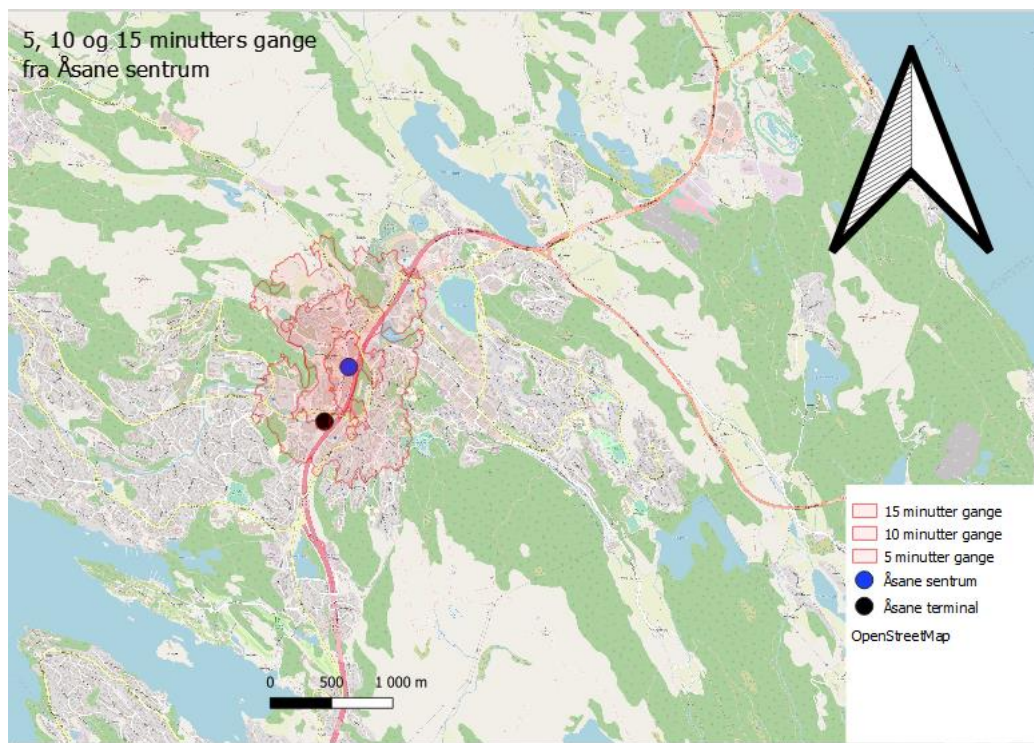 5, 10 og 15 minutters gange
fra Åsane sentrum
15 minutter gange
10 minutter gange
5 minutter gange
Åsane sentrum
Åsane terminal
OpenStreetMap
0 500 1 000 m